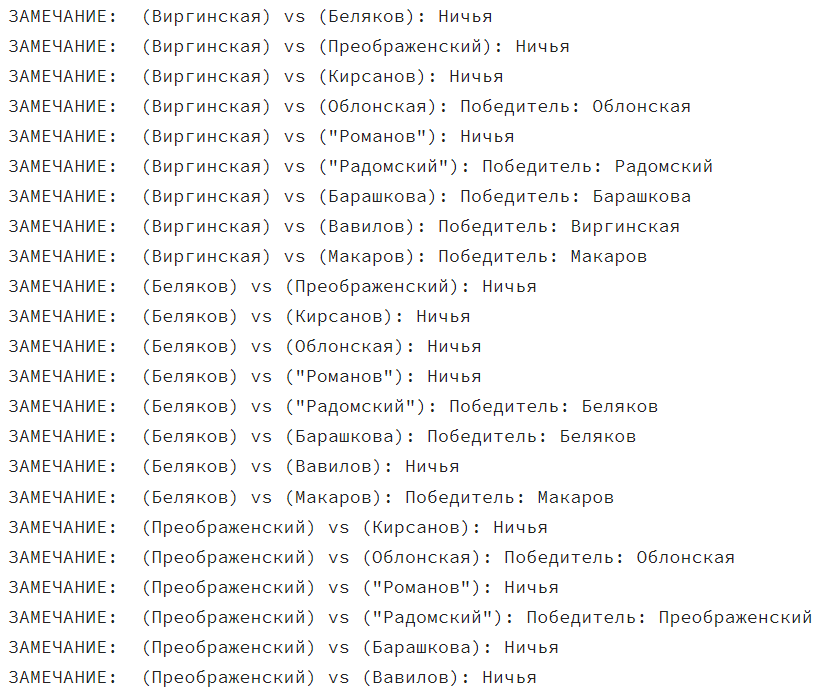 ЗАМЕЧАНИЕ:  (Виргинская) vs (Беляков): Ничья
ЗАМЕЧАНИЕ:  (Виргинская) vs (Преображенский): Ничья
ЗАМЕЧАНИЕ:  (Виргинская) vs (Кирсанов): Ничья
ЗАМЕЧАНИЕ:  (Виргинская) vs (Облонская): Победитель: Облонская
ЗАМЕЧАНИЕ:  (Виргинская) vs ("Романов"): Ничья
ЗАМЕЧАНИЕ:  (Виргинская) vs ("Радомский"): Победитель: Радомский
ЗАМЕЧАНИЕ:  (Виргинская) vs (Барашкова): Победитель: Барашкова
ЗАМЕЧАНИЕ:  (Виргинская) vs (Вавилов): Победитель: Виргинская
ЗАМЕЧАНИЕ:  (Виргинская) vs (Макаров): Победитель: Макаров
ЗАМЕЧАНИЕ:  (Беляков) vs (Преображенский): Ничья
ЗАМЕЧАНИЕ:  (Беляков) vs (Кирсанов): Ничья
ЗАМЕЧАНИЕ:  (Беляков) vs (Облонская): Ничья
ЗАМЕЧАНИЕ:  (Беляков) vs ("Романов"): Ничья
ЗАМЕЧАНИЕ:  (Беляков) vs ("Радомский"): Победитель: Беляков
ЗАМЕЧАНИЕ:  (Беляков) vs (Барашкова): Победитель: Беляков
ЗАМЕЧАНИЕ:  (Беляков) vs (Вавилов): Ничья
ЗАМЕЧАНИЕ:  (Беляков) vs (Макаров): Победитель: Макаров
ЗАМЕЧАНИЕ:  (Преображенский) vs (Кирсанов): Ничья
ЗАМЕЧАНИЕ:  (Преображенский) vs (Облонская): Победитель: Облонская
ЗАМЕЧАНИЕ:  (Преображенский) vs ("Романов"): Ничья
ЗАМЕЧАНИЕ:  (Преображенский) vs ("Радомский"): Победитель: Преображенский
ЗАМЕЧАНИЕ:  (Преображенский) vs (Барашкова): Ничья
ЗАМЕЧАНИЕ:  (Преображенский) vs (Вавилов): Ничья